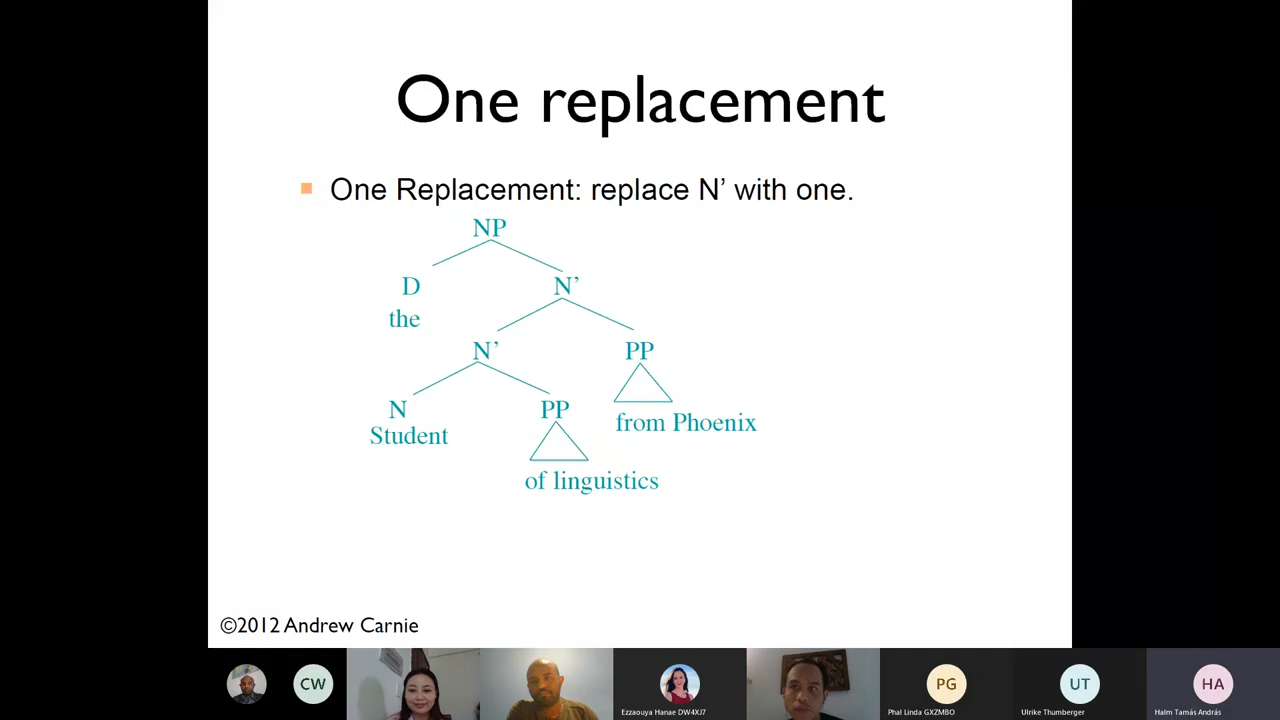 One replacement
One Replacement: replace N’ with one.
NP
D N’
the
N’ PP
N PP
from Phoenix
Student
of linguistics
©2012 Andrew Carnie
CW
PG
UT
HA
Ezzaouya Hanae DW4XJ7
Phal Linda GXZMBO
Ulrike Thumberger
Halm Tamás András